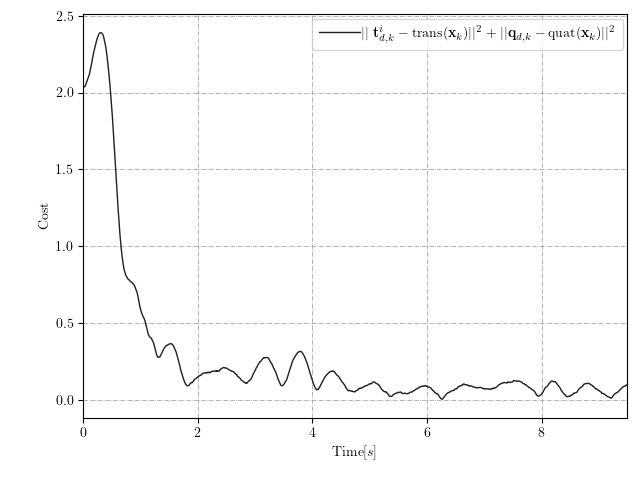 2.5
|| t^i_{d,k} − trans(x_k)||^2 + ||q_{d,k} − quat(x_k)||^2
2.0
1.5
Cost
1.0
0.5
0.0
0 2 4 6 8
Time[s]